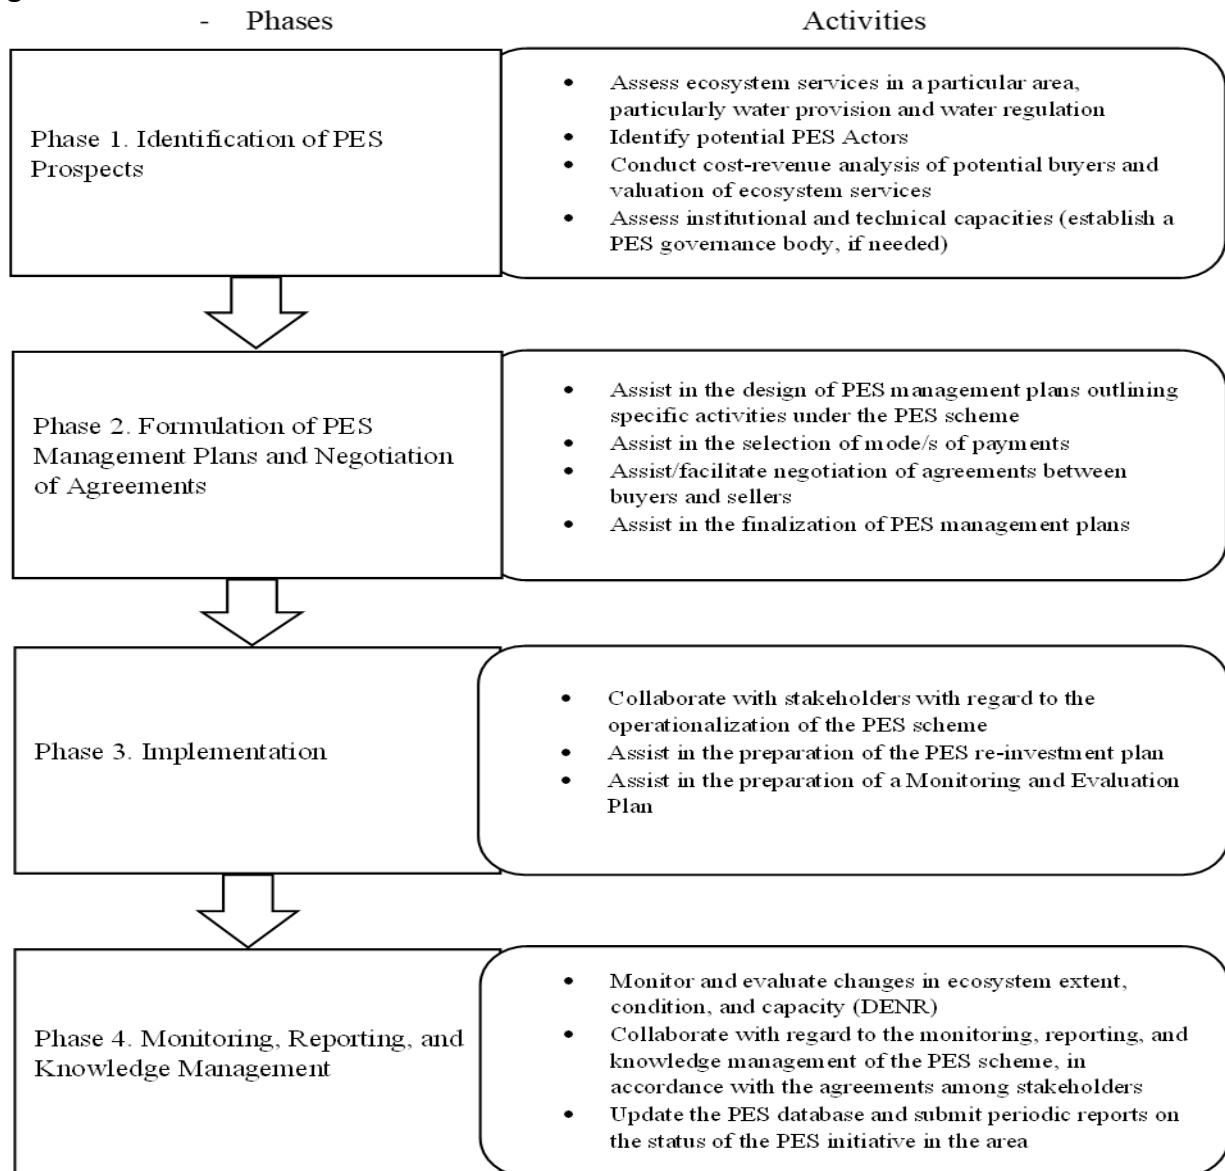 - Phases
Activities
Phase 1. Identification of PES
Prospects
• Assess ecosystem services in a particular area,
particularly water provision and water regulation
• Identify potential PES Actors
• Conduct cost-revenue analysis of potential buyers and
valuation of ecosystem services
• Assess institutional and technical capacities (establish a
PES governance body, if needed)
Phase 2. Formulation of PES
Management Plans and Negotiation
of Agreements
• Assist in the design of PES management plans outlining
specific activities under the PES scheme
• Assist in the selection of mode/s of payments
• Assist/facilitate negotiation of agreements between
buyers and sellers
• Assist in the finalization of PES management plans
Phase 3. Implementation
• Collaborate with stakeholders with regard to the
operationalization of the PES scheme
• Assist in the preparation of the PES re-investment plan
• Assist in the preparation of a Monitoring and Evaluation
Plan
Phase 4. Monitoring, Reporting, and
Knowledge Management
• Monitor and evaluate changes in ecosystem extent,
condition, and capacity (DENR)
• Collaborate with regard to the monitoring, reporting, and
knowledge management of the PES scheme, in
accordance with the agreements among stakeholders
• Update the PES database and submit periodic reports on
the status of the PES initiative in the area